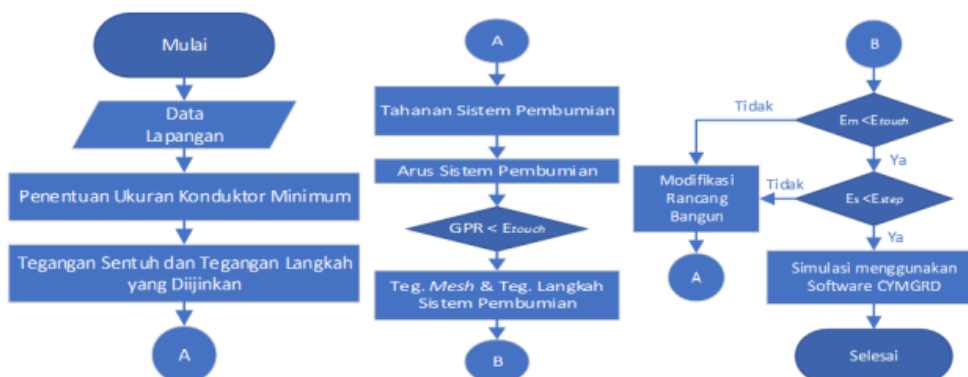 Mulai
Data
Lapangan
Penentuan Ukuran Konduktor Minimum
Tegangan Sentuh dan Tegangan Langkah
yang Diijinkan
A
A
Tahanan Sistem Pembumian
Arus Sistem Pembumian
GPR < Etouch
Teg. Mesh & Teg. Langkah
Sistem Pembumian
B
B
Tidak
Em <Etouch
Ya
Modifikasi
Rancang
Bangun
Tidak
Es <Estep
Ya
A
Simulasi menggunakan
Software CYMGRD
Selesai